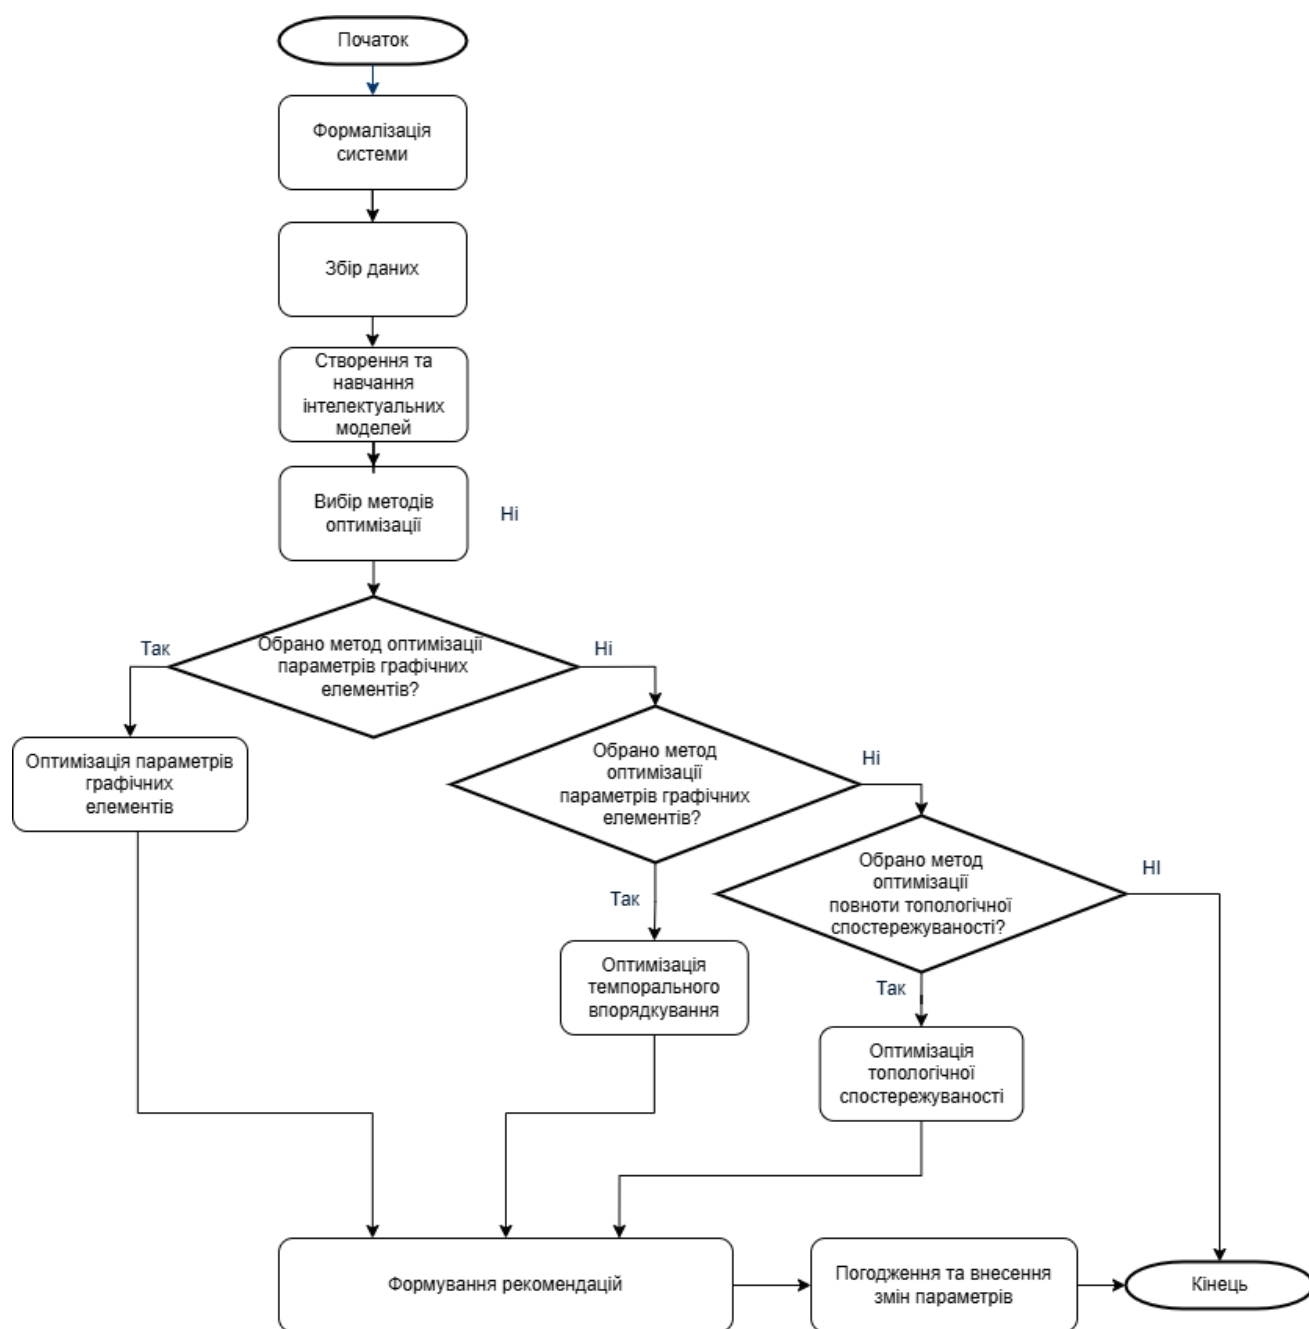 Початок
Формалізація
системи
Збір даних
Створення та
навчання
інтелектуальних
моделей
Вибір методів
оптимізації
Ні
Так
Обрано метод оптимізації
параметрів графічних
елементів?
Ні
Оптимізація параметрів
графічних
елементів
Обрано метод
оптимізації
параметрів графічних
елементів?
Ні
Обрано метод
оптимізації
повноти топологічної
спостережуваності?
НІ
Так
Оптимізація
темпорального
впорядкування
Так
Оптимізація
топологічної
спостережуваності
Формування рекомендацій
Погодження та внесення
змін параметрів
Кінець